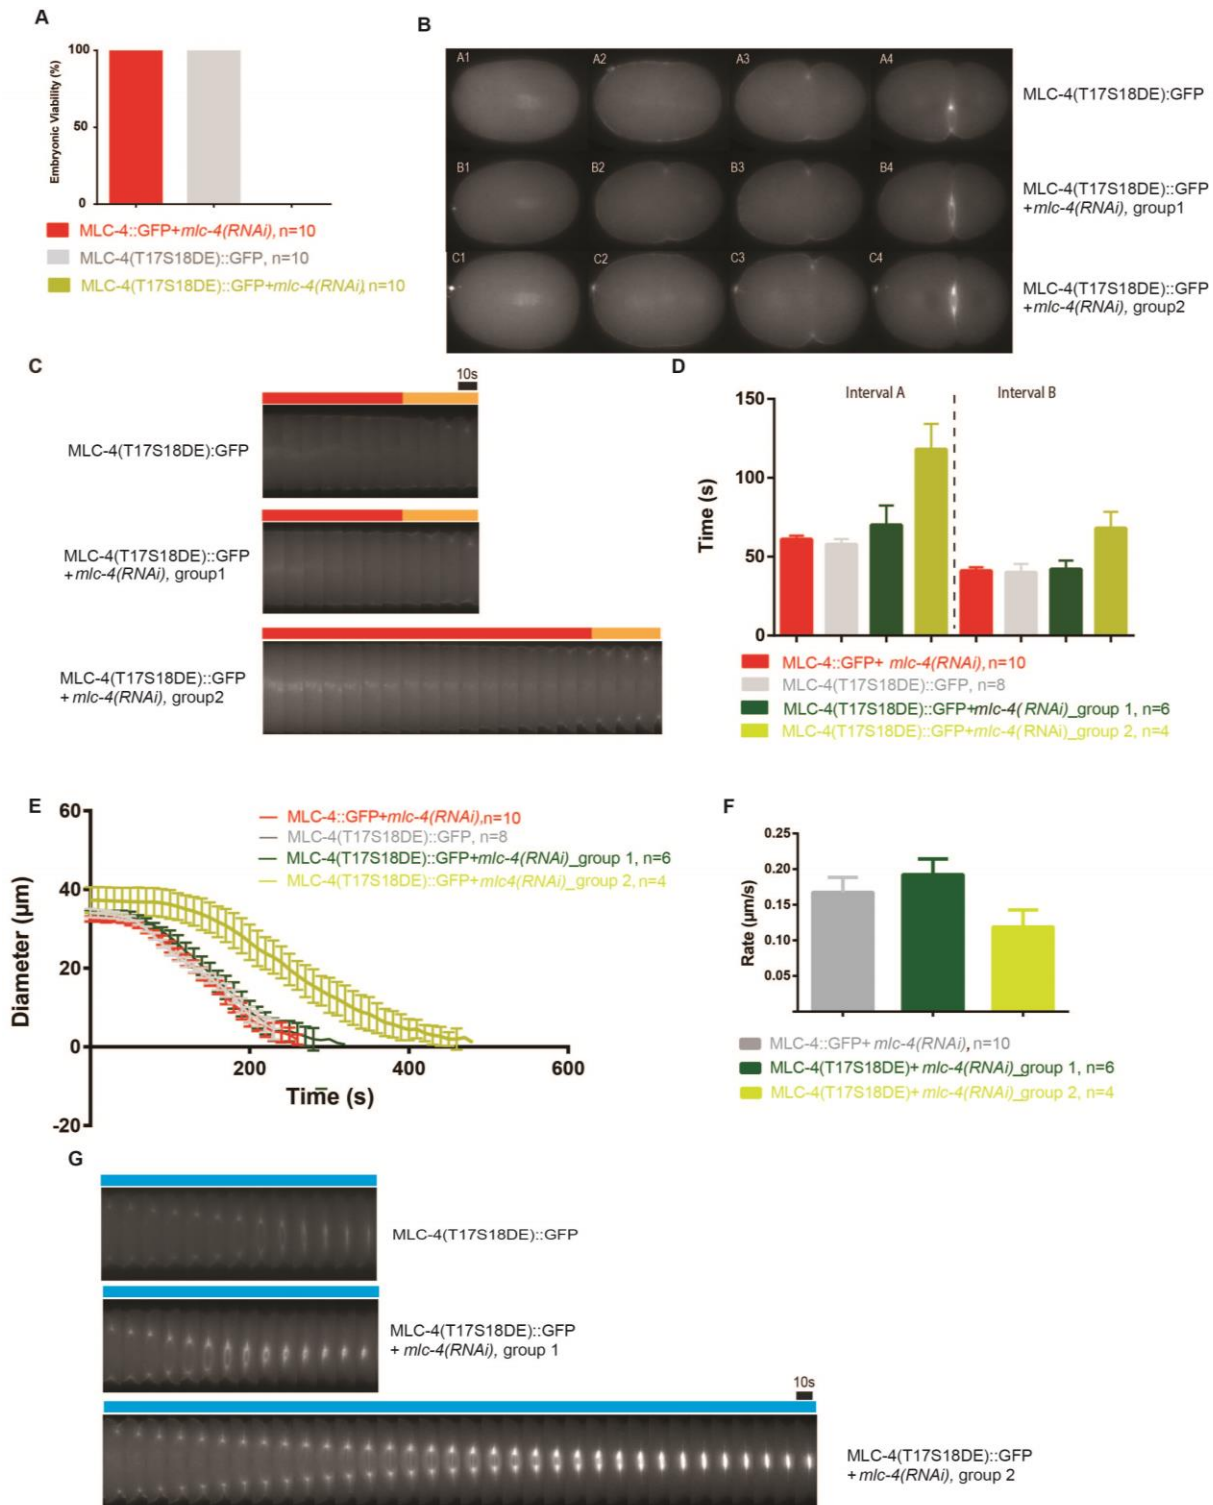 A
100
50
0
Embryonic Viability (%)
MLC-4::GFP+mlc-4(RNAi), n=10
MLC-4(T17S18DE)::GFP, n=10
MLC-4(T17S18DE)::GFP+mlc-4(RNAi), n=10
B
A1
A2
A3
A4
MLC-4(T17S18DE):GFP
B1
B2
B3
B4
MLC-4(T17S18DE)::GFP
+mlc-4(RNAi), group1
C1
C2
C3
C4
MLC-4(T17S18DE)::GFP
+mlc-4(RNAi), group2
C
10s
MLC-4(T17S18DE):GFP
MLC-4(T17S18DE)::GFP
+mlc-4(RNAi), group1
MLC-4(T17S18DE)::GFP
+mlc-4(RNAi), group2
D
Interval A
Interval B
150
100
50
0
Time (s)
MLC-4::GFP+ mlc-4(RNAi), n=10
MLC-4(T17S18DE)::GFP, n=8
MLC-4(T17S18DE)::GFP+mlc-4(RNAi)_group 1, n=6
MLC-4(T17S18DE)::GFP+mlc-4(RNAi)_group 2, n=4
E
60
40
20
0
-20
Diameter (μm)
200
400
600
Time (s)
MLC-4::GFP+mlc-4(RNAi),n=10
MLC-4(T17S18DE)::GFP, n=8
MLC-4(T17S18DE)::GFP+mlc-4(RNAi)_group 1, n=6
MLC-4(T17S18DE)::GFP+mlc4(RNAi)_group 2, n=4
F
0.25
0.20
0.15
0.10
0.05
Rate (μm/s)
MLC-4::GFP+ mlc-4(RNAi), n=10
MLC-4(T17S18DE)+ mlc-4(RNAi)_group 1, n=6
MLC-4(T17S18DE)+ mlc-4(RNAi)_group 2, n=4
G
MLC-4(T17S18DE)::GFP
MLC-4(T17S18DE)::GFP
+ mlc-4(RNAi), group 1
10s
MLC-4(T17S18DE)::GFP
+ mlc-4(RNAi), group 2